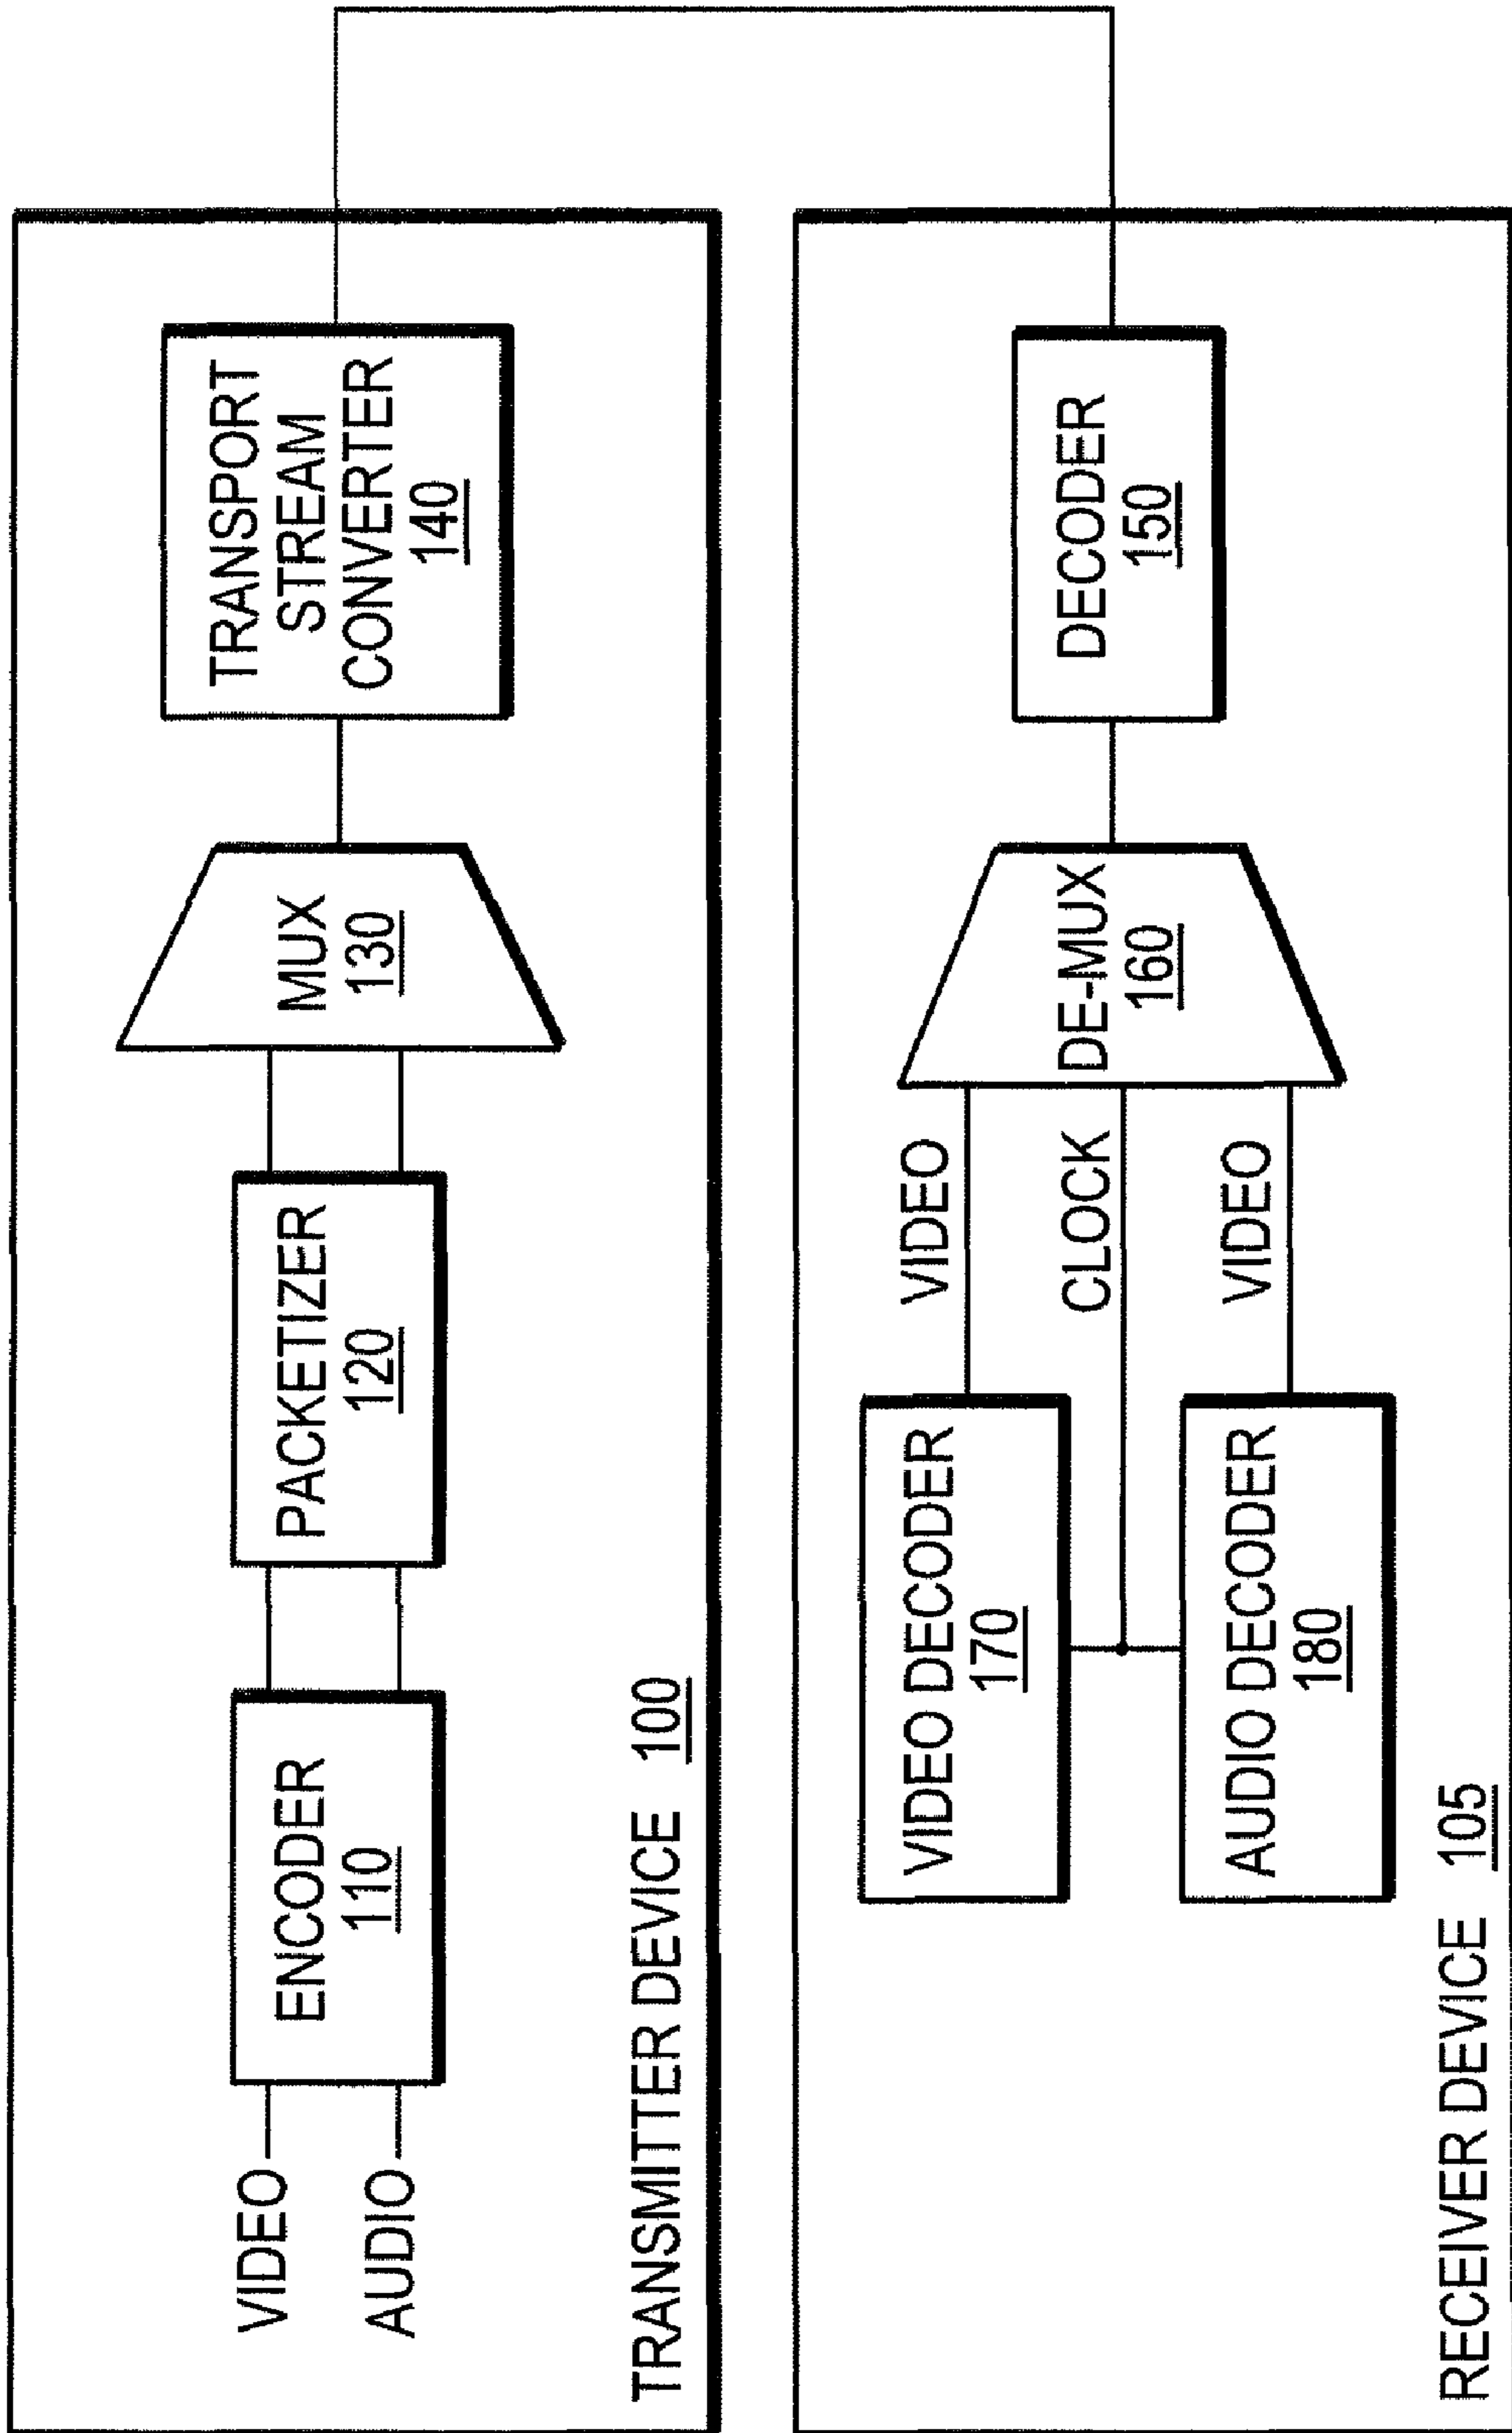 VIDEO
AUDIO
ENCODER
110
PACKETIZER
120
MUX
130
TRANSPORT
STREAM
CONVERTER
140
TRANSMITTER DEVICE 100
VIDEO DECODER
170
AUDIO DECODER
180
VIDEO
CLOCK
VIDEO
DE-MUX
160
DECODER
150
RECEIVER DEVICE 105